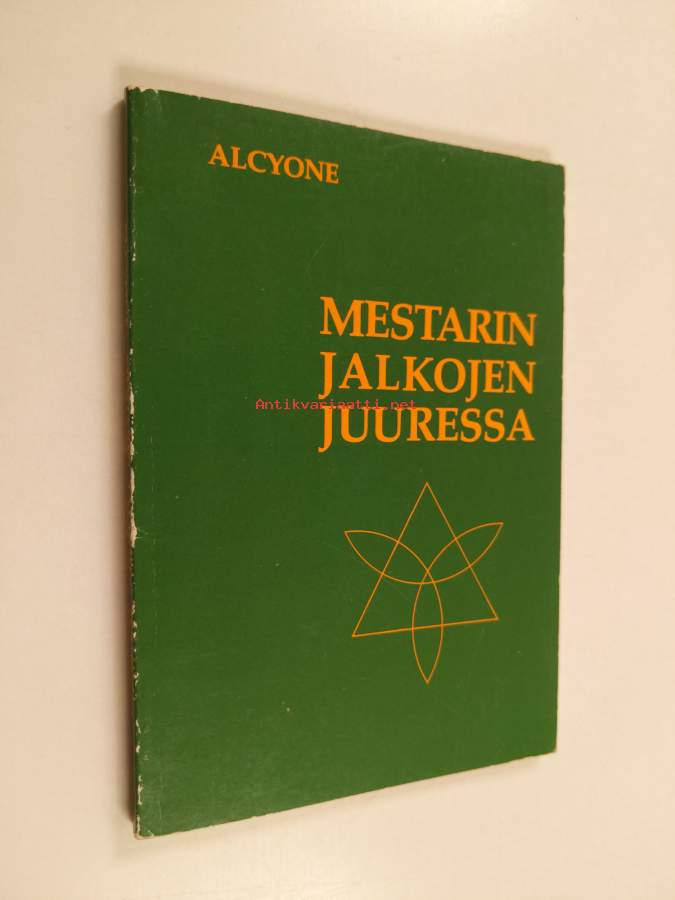 ALCYONE
MESTARIN
JALKOJEN
Antikvariaatti.net
JUURESSA